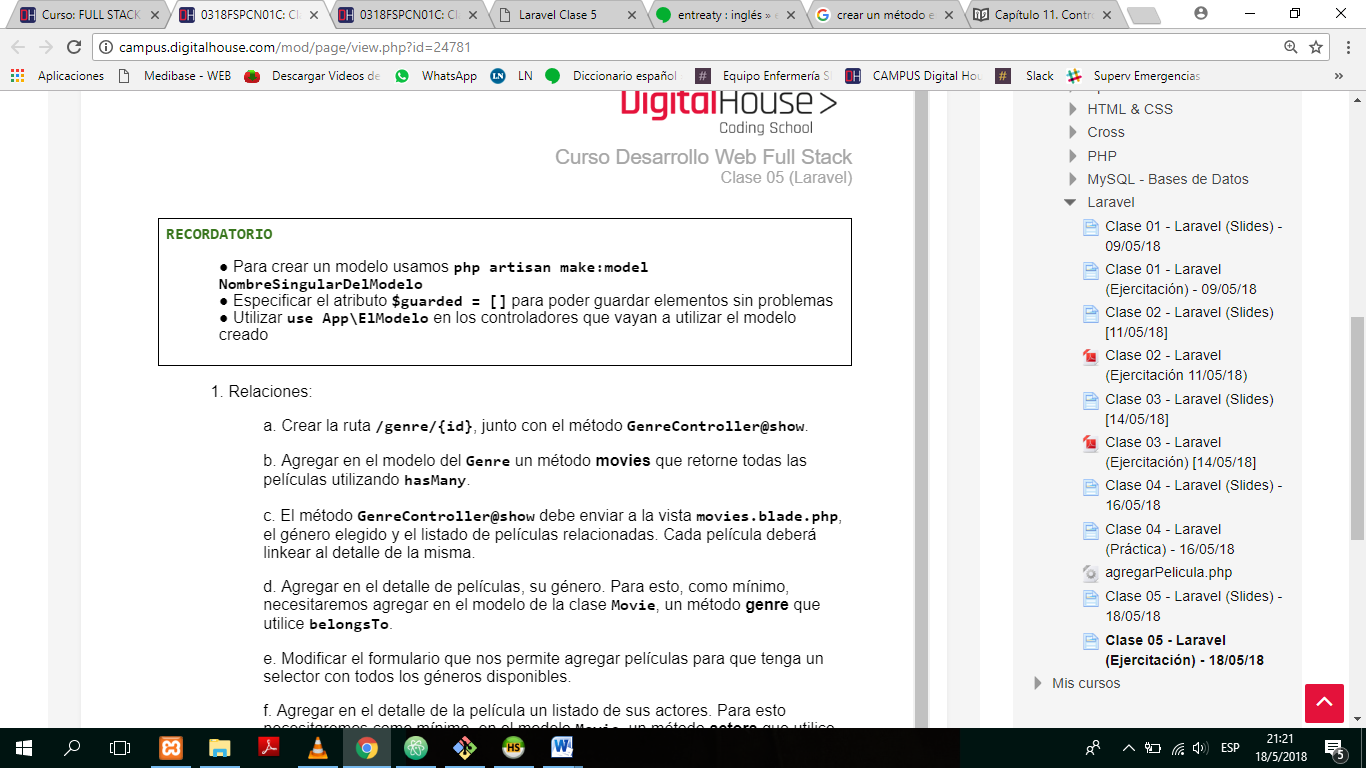 Curso: FULL STACK
0318FSPCN01C: Cl
0318FSPCN01C: Cl
Laravel Clase 5
entreaty : inglés »
crear un método e
Capítulo 11. Contr
campus.digitalhouse.com/mod/page/view.php?id=24781
Aplicaciones
Medibase - WEB
Descargar Videos de
WhatsApp
LN
Diccionario español
Equipo Enfermería S
CAMPUS Digital Hou
Slack
Superv Emergencias
»
DigitalHouse>
Coding School
Curso Desarrollo Web Full Stack
Clase 05 (Laravel)
RECORDATORIO
● Para crear un modelo usamos php artisan make:model
NombreSingularDelModelo
● Especificar el atributo $guarded = [] para poder guardar elementos sin problemas
● Utilizar use App\ElModelo en los controladores que vayan a utilizar el modelo
creado
1. Relaciones:
a. Crear la ruta /genre/{id}, junto con el método GenreController@show.
b. Agregar en el modelo del Genre un método movies que retorne todas las
películas utilizando hasMany.
c. El método GenreController@show debe enviar a la vista movies.blade.php,
el género elegido y el listado de películas relacionadas. Cada película deberá
linkear al detalle de la misma.
d. Agregar en el detalle de películas, su género. Para esto, como mínimo,
necesitaremos agregar en el modelo de la clase Movie, un método genre que
utilice belongsTo.
e. Modificar el formulario que nos permite agregar películas para que tenga un
selector con todos los géneros disponibles.
f. Agregar en el detalle de la película un listado de sus actores. Para esto
necesitaremos como mínimo, en el modelo Movie, un método actors que utilice
HTML & CSS
Cross
PHP
MySQL - Bases de Datos
Laravel
Clase 01 - Laravel (Slides) -
09/05/18
Clase 01 - Laravel
(Ejercitación) - 09/05/18
Clase 02 - Laravel (Slides)
[11/05/18]
Clase 02 - Laravel
(Ejercitación 11/05/18)
Clase 03 - Laravel (Slides)
[14/05/18]
Clase 03 - Laravel
(Ejercitación) [14/05/18]
Clase 04 - Laravel (Slides) -
16/05/18
Clase 04 - Laravel
(Práctica) - 16/05/18
agregarPelicula.php
Clase 05 - Laravel (Slides) -
18/05/18
Clase 05 - Laravel
(Ejercitación) - 18/05/18
Mis cursos
ESP
21:21
18/5/2018
5